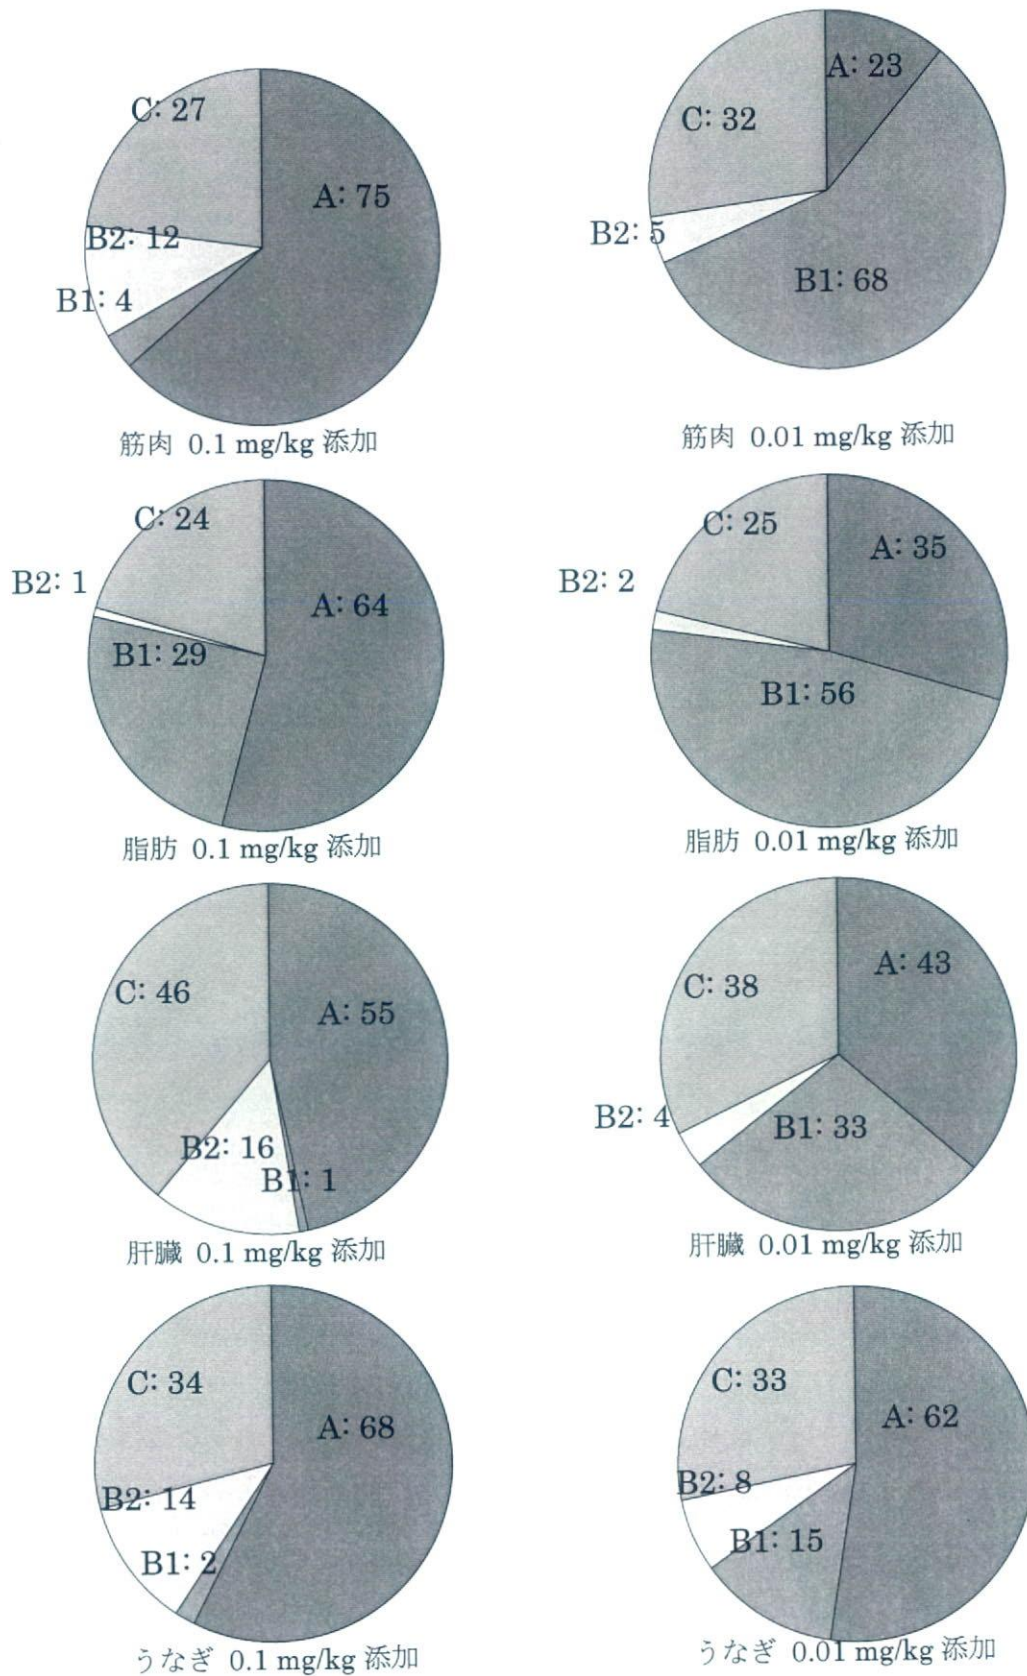 C: 27
A: 75
B2: 12
B1: 4
筋肉 0.1 mg/kg 添加
A: 23
C: 32
B2: 5
B1: 68
筋肉 0.01 mg/kg 添加
C: 24
B2: 1
A: 64
B1: 29
脂肪 0.1 mg/kg 添加
C: 25
A: 35
B2: 2
B1: 56
脂肪 0.01 mg/kg 添加
C: 46
A: 55
B2: 16
B1: 1
肝臓 0.1 mg/kg 添加
A: 43
C: 38
B2: 4
B1: 33
肝臓 0.01 mg/kg 添加
C: 34
A: 68
B2: 14
B1: 2
うなぎ 0.1 mg/kg 添加
C: 33
A: 62
B2: 8
B1: 15
うなぎ 0.01 mg/kg 添加